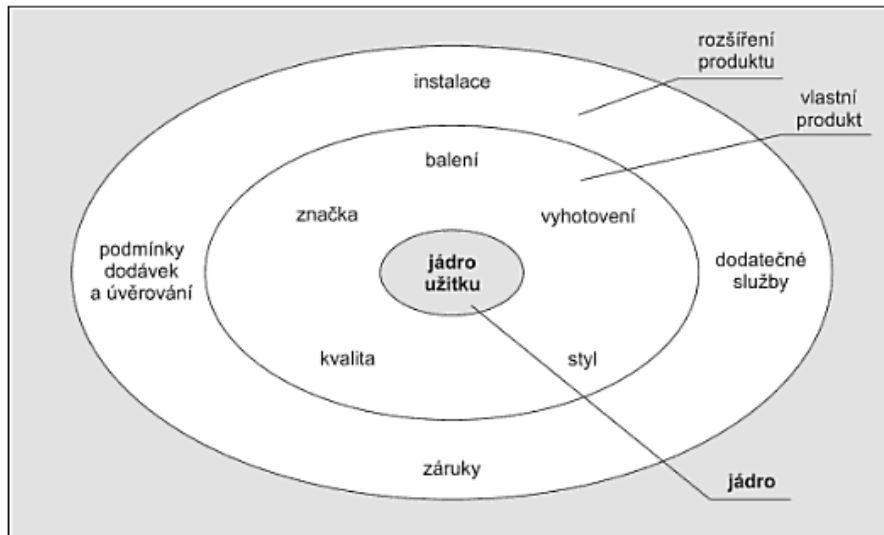 rozšíření
produktu
instalace
vlastní
produkt
balení
značka
vyhotovení
podmínky
dodávek
a úvěrování
jádro
užitku
dodatečné
služby
kvalita
styl
záruky
jádro